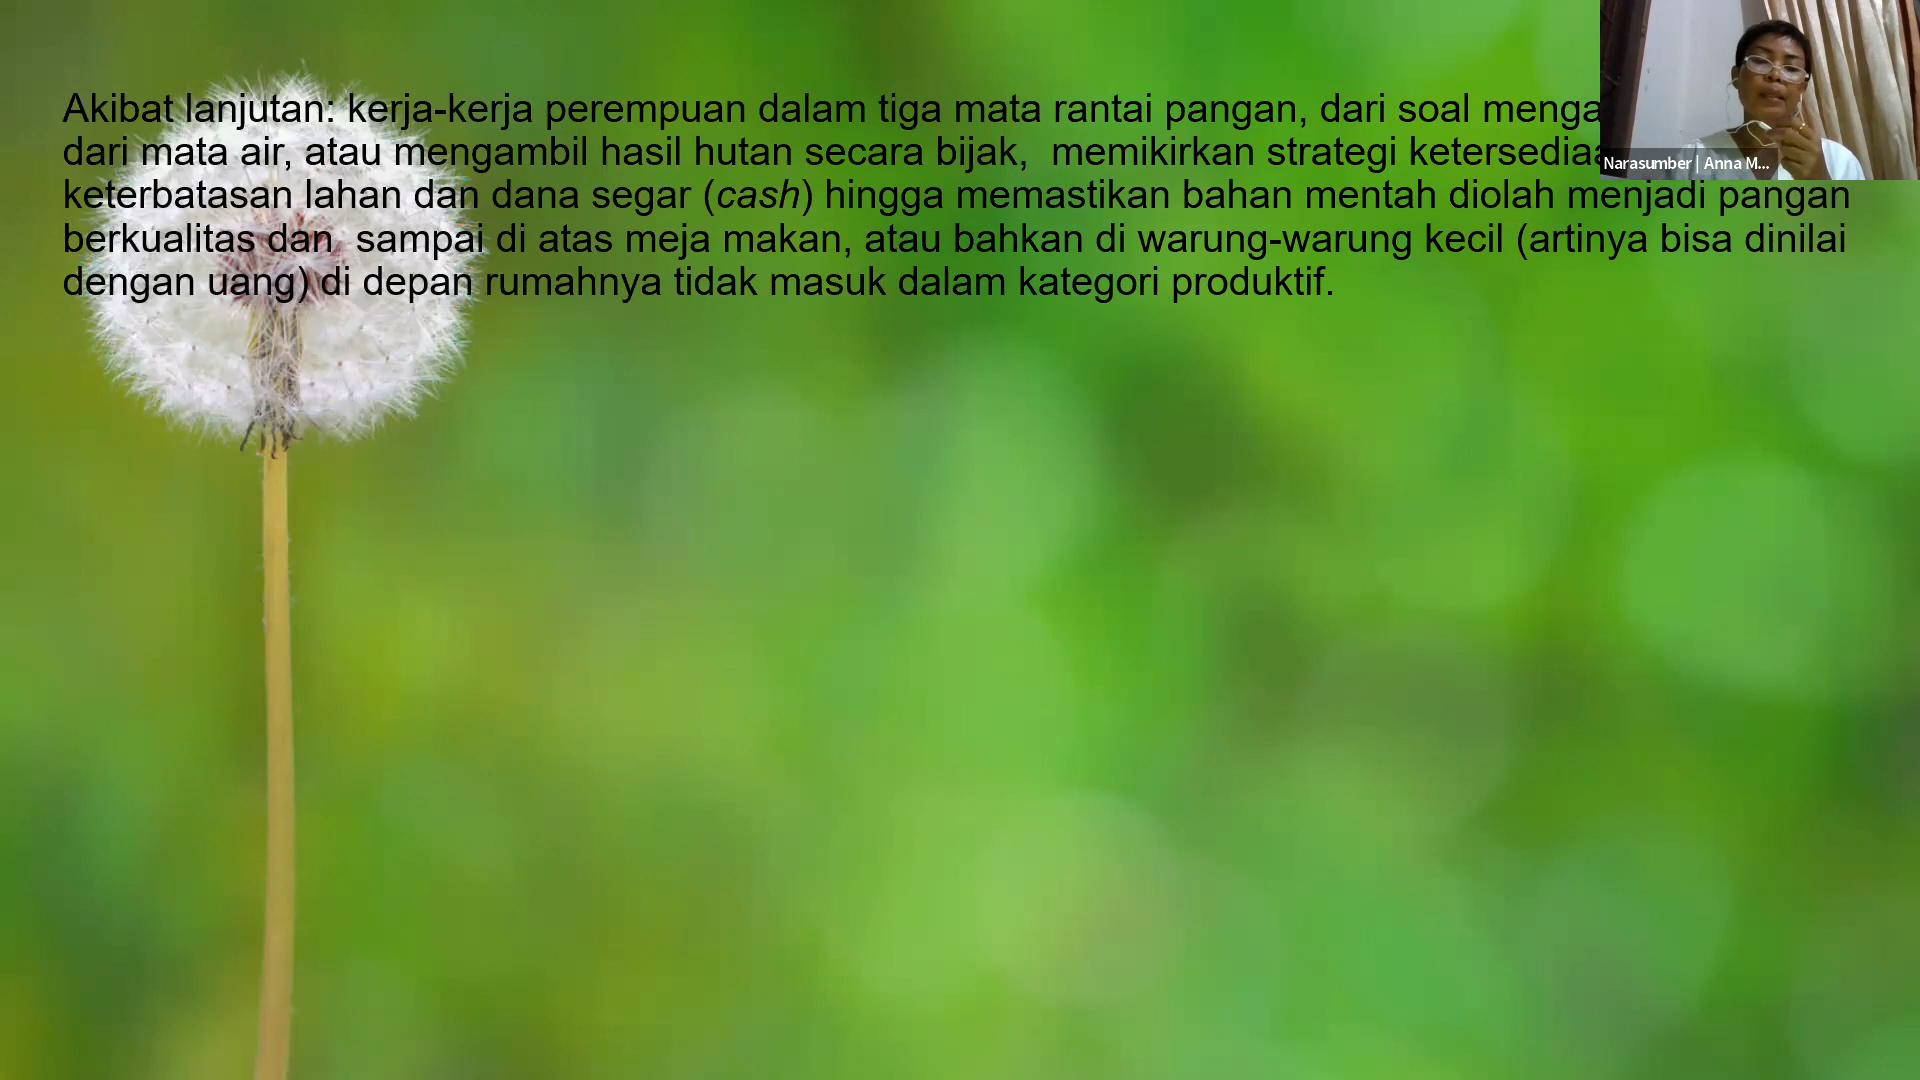 Akibat lanjutan: kerja-kerja perempuan dalam tiga mata rantai pangan, dari soal
dari mata air, atau mengambil hasil hutan secara bijak, memikirkan strategi
keterbatasan lahan dan dana segar (cash) hingga memastikan bahan mentah diolah menjadi pangan
berkualitas dan sampai di atas meja makan, atau bahkan di warung-warung kecil (artinya bisa dinilai
dengan uang) di depan rumahnya tidak masuk dalam kategori produktif.
Narasumber | Anna M...